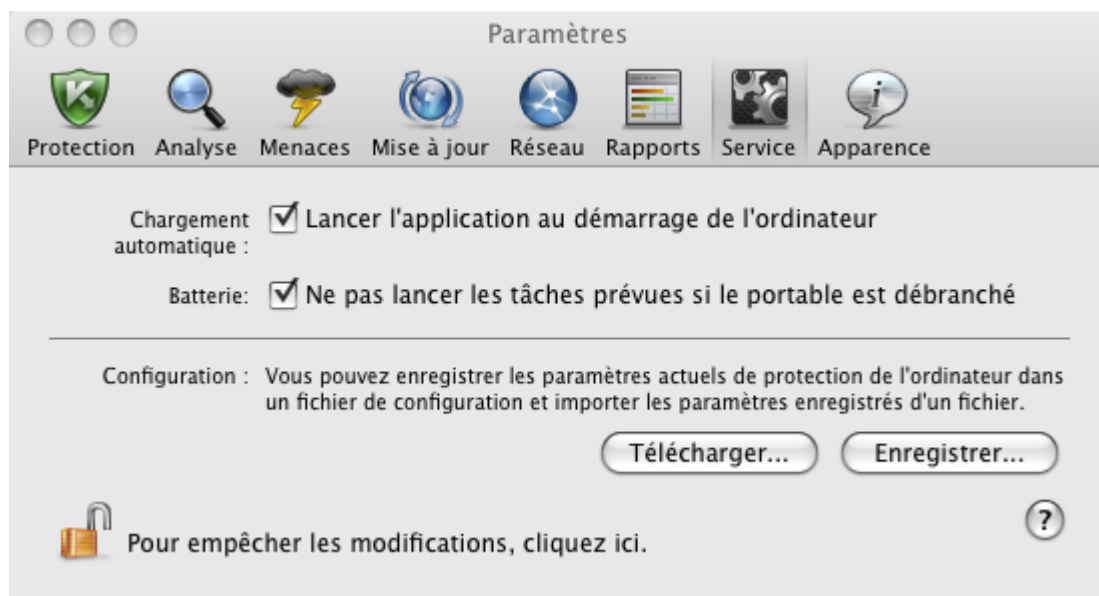 Paramètres
Protection Analyse Menaces Mise à jour Réseau Rapports Service Apparence
Chargement automatique :
Lancer l'application au démarrage de l'ordinateur
Batterie:
Ne pas lancer les tâches prévues si le portable est débranché
Configuration :
Vous pouvez enregistrer les paramètres actuels de protection de l'ordinateur dans
un fichier de configuration et importer les paramètres enregistrés d'un fichier.
Télécharger... Enregistrer...
Pour empêcher les modifications, cliquez ici.
?